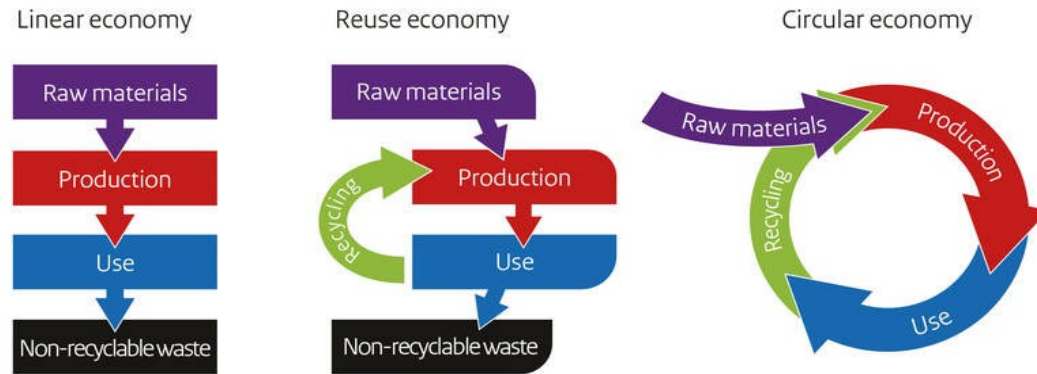 Linear economy
Raw materials
Production
Use
Non-recyclable waste
Reuse economy
Raw materials
Production
Recycling
Use
Non-recyclable waste
Circular economy
Raw materials
Production
Use
Recycling